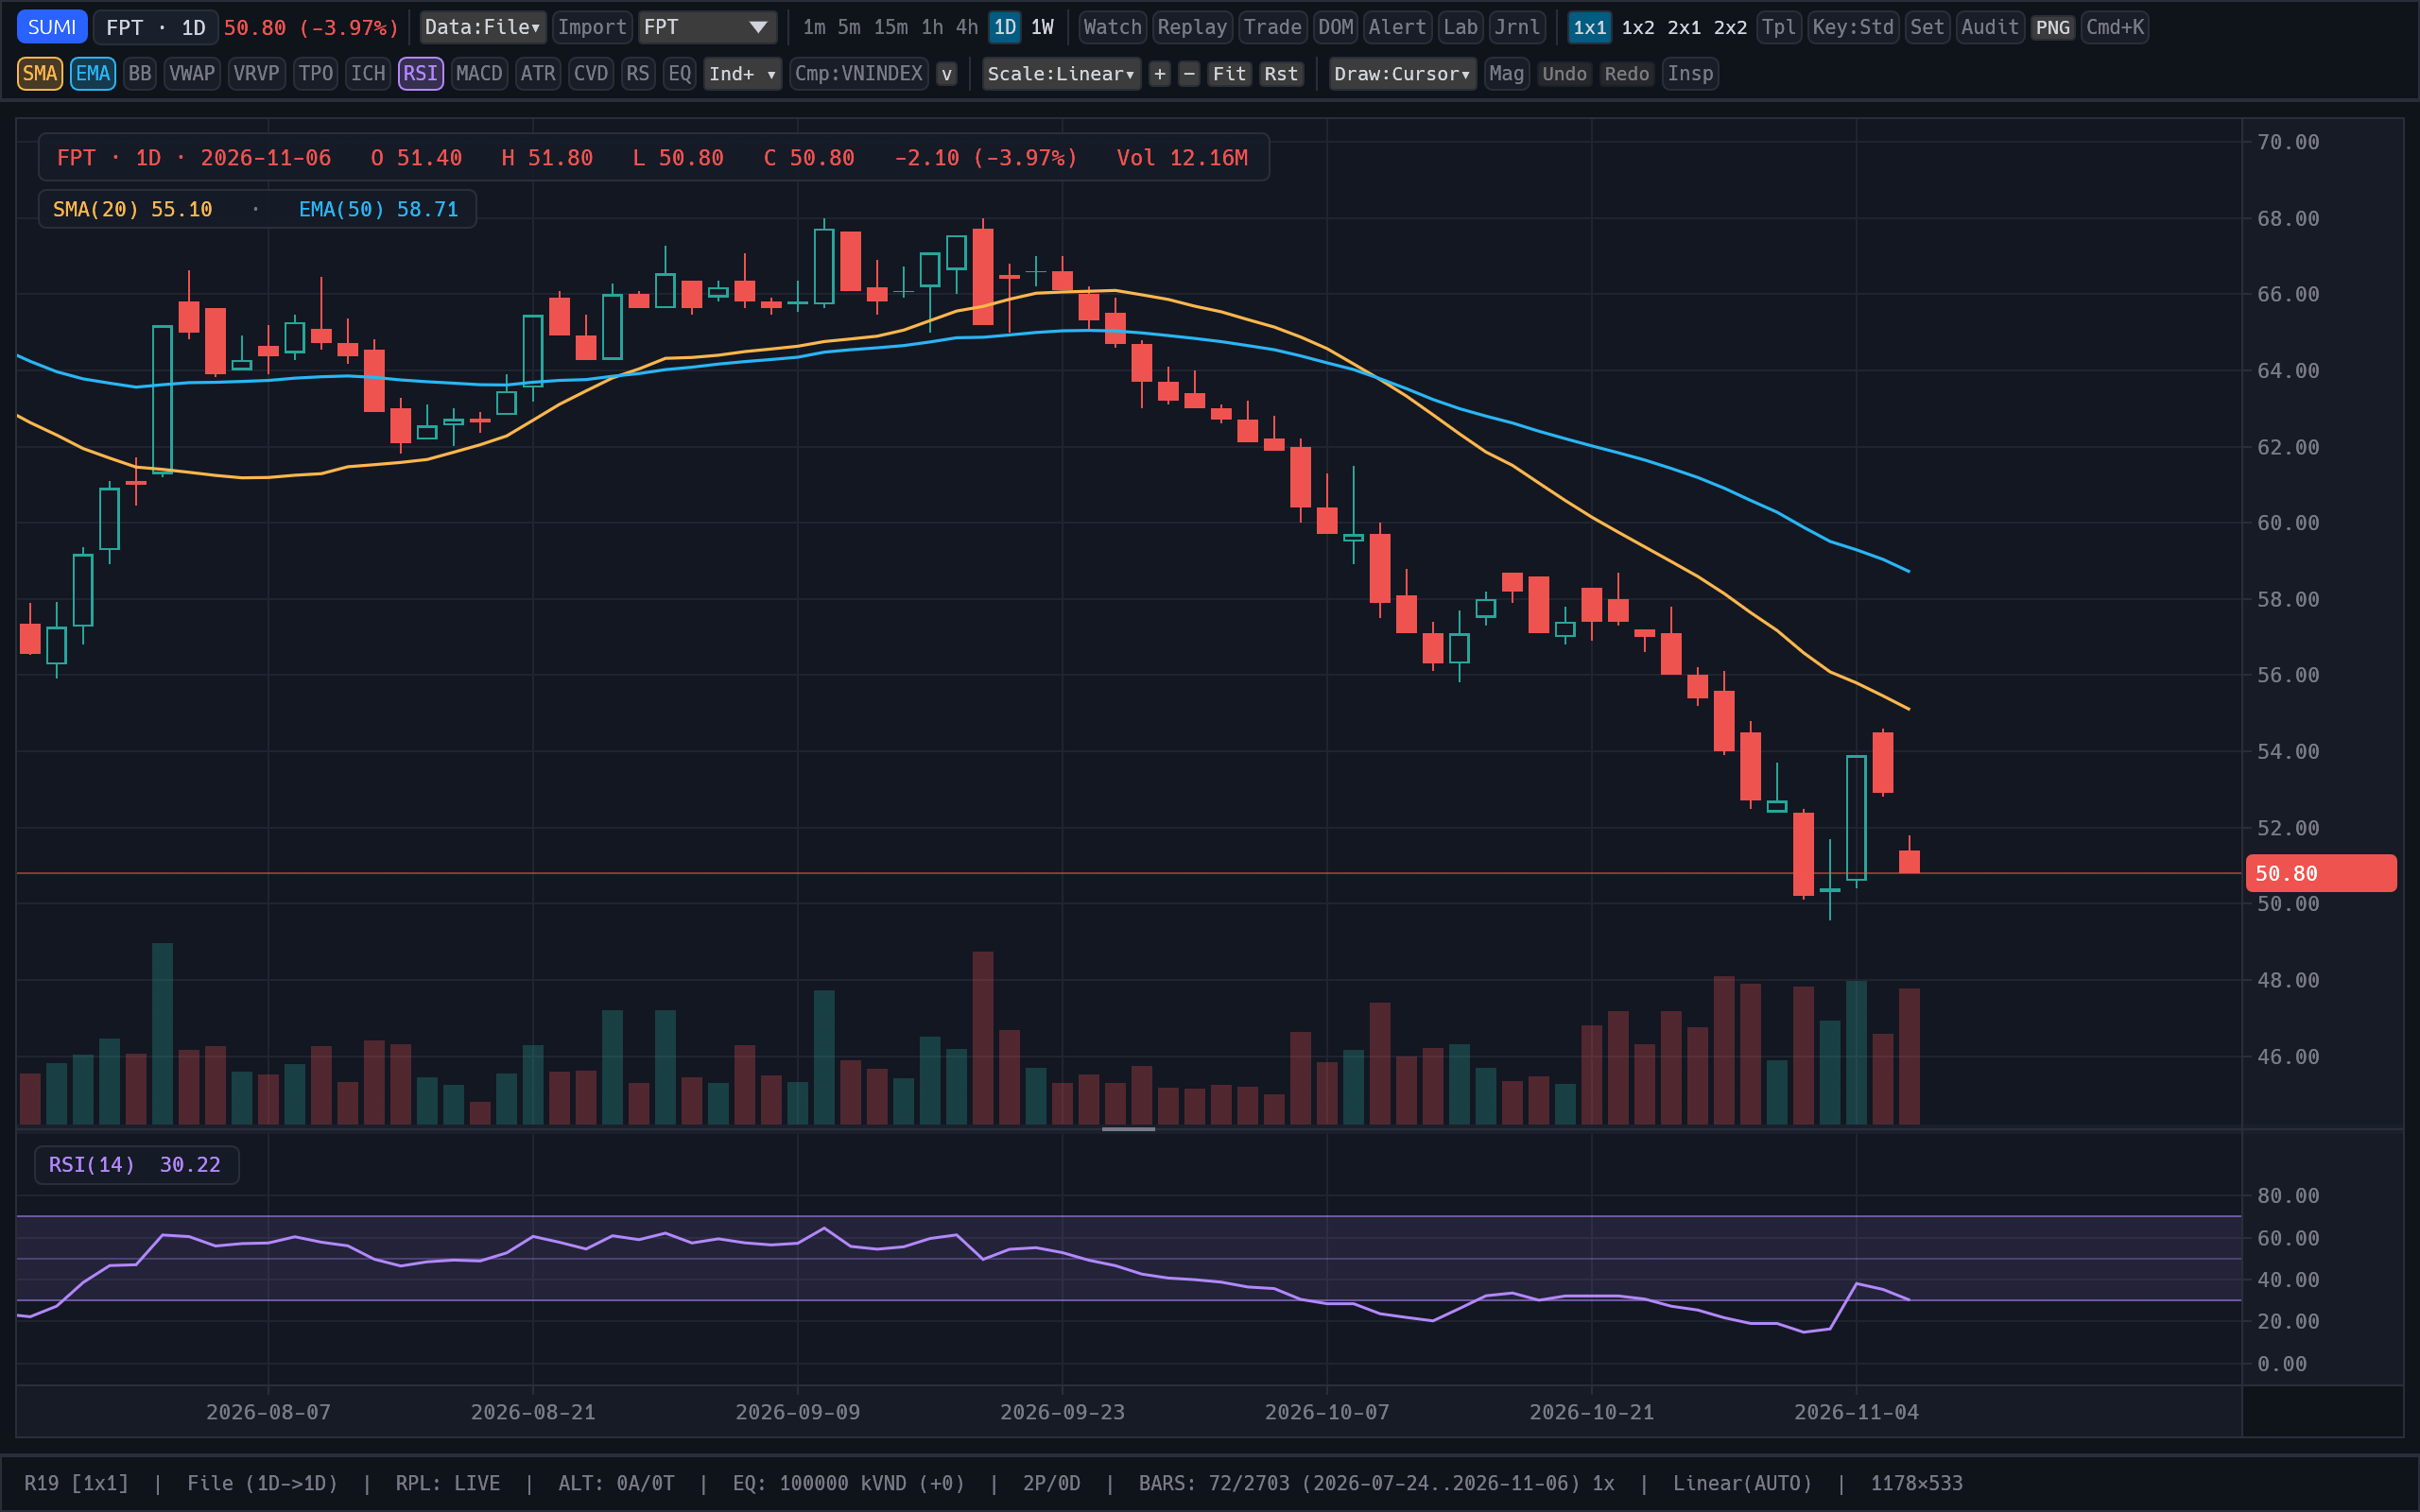 SUMI FPT · 1D 50.80 (-3.97%) Data:File▾ Import FPT 1m 5m 15m 1h 4h 1D 1W Watch Replay Trade DOM Alert Lab Jrnl 1x1 1x2 2x1 2x2 Tpl Key:Std Set Audit PNG Cmd+K
SMA EMA BB VWAP VRVP TPO ICH RSI MACD ATR CVD RS EQ Ind+ ▾ Cmp:VNINDEX v Scale:Linear▾ + − Fit Rst Draw:Cursor▾ Mag Undo Redo Insp
FPT · 1D · 2026-11-06 O 51.40 H 51.80 L 50.80 C 50.80 -2.10 (-3.97%) Vol 12.16M
SMA(20) 55.10 · EMA(50) 58.71
70.00
68.00
66.00
64.00
62.00
60.00
58.00
56.00
54.00
52.00
50.80
50.00
48.00
46.00
RSI(14) 30.22
80.00
60.00
40.00
20.00
0.00
2026-08-07 2026-08-21 2026-09-09 2026-09-23 2026-10-07 2026-10-21 2026-11-04
R19 [1x1] | File (1D->1D) | RPL: LIVE | ALT: 0A/0T | EQ: 100000 kVND (+0) | 2P/0D | BARS: 72/2703 (2026-07-24..2026-11-06) 1x | Linear(AUTO) | 1178×533